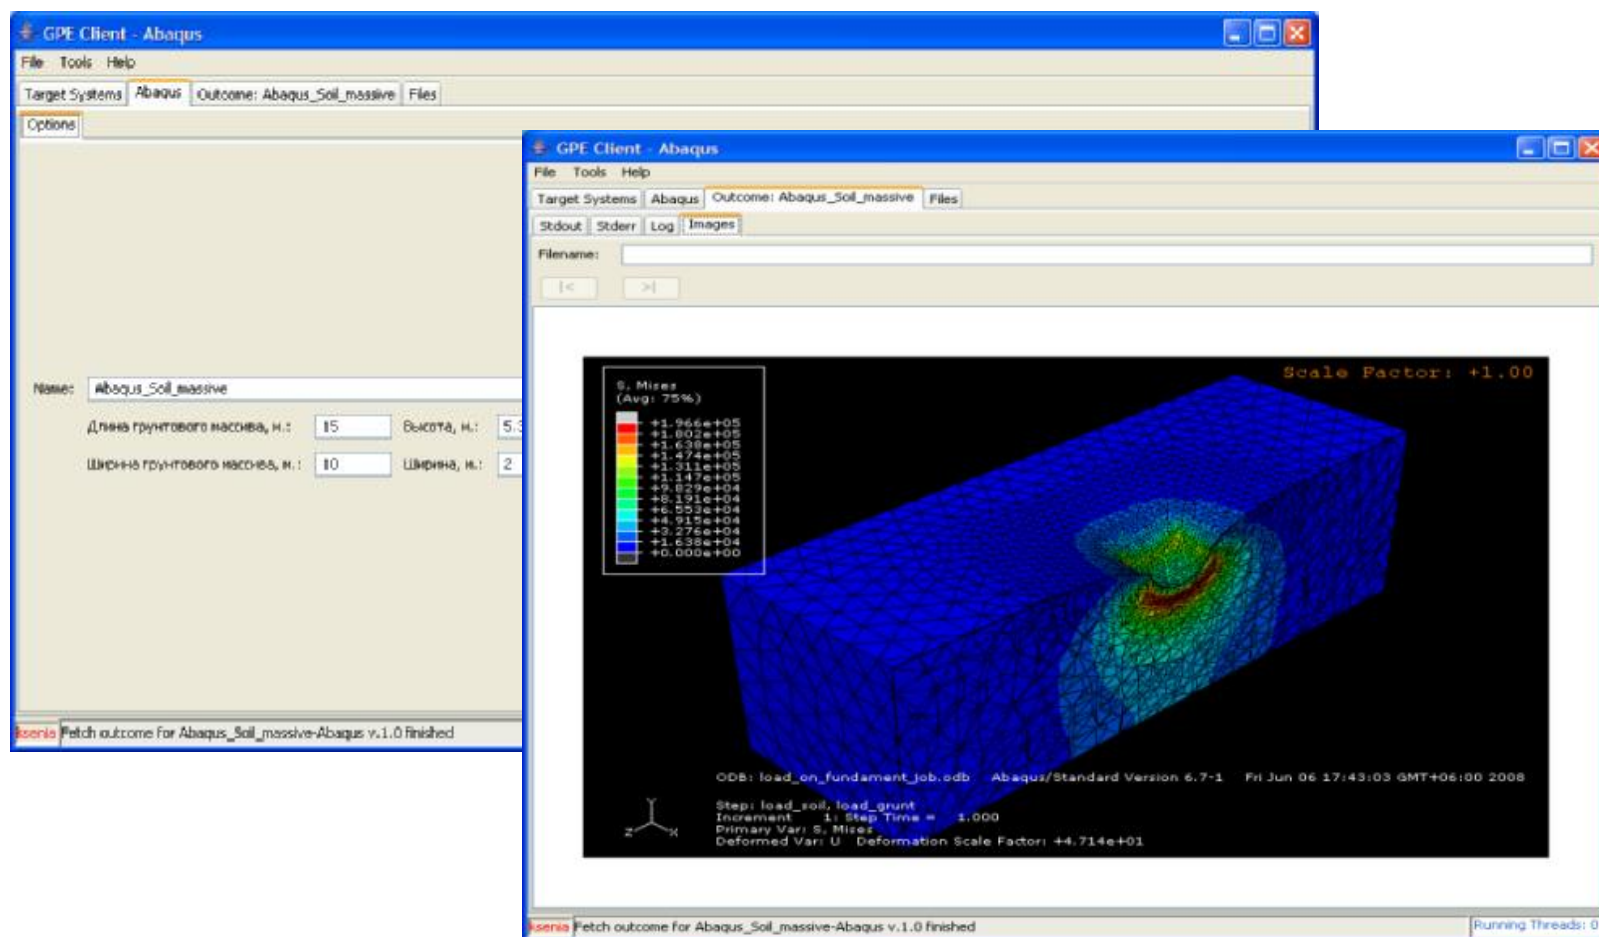 GPE Client - Abaqus
File Tools Help
Target Systems Abaqus Outcome: Abaqus_Soil_massive Files
Options
Name: Abaqus_Soil_massive
Длина грунтового массива, м.: 15 Высота, м.: 5.3
Ширина грунтового массива, м.: 10 Ширина, м.: 2
ksenia Fetch outcome for Abaqus_Soil_massive-Abaqus v.1.0 finished
GPE Client - Abaqus
File Tools Help
Target Systems Abaqus Outcome: Abaqus_Soil_massive Files
Stdout Stderr Log Images
Filename:
|< >|
Scale Factor: +1.00
S, Mises
(Avg: 75%)
+1.966e+05
+1.802e+05
+1.638e+05
+1.474e+05
+1.311e+05
+1.147e+05
+9.829e+04
+8.191e+04
+6.553e+04
+4.915e+04
+3.276e+04
+1.638e+04
+0.000e+00
ODB: load_on_fundament_job.odb Abaqus/Standard Version 6.7-1 Fri Jun 06 17:43:03 GMT+06:00 2008
Y
Z X
Step: load_soil, load_grunt
Increment 1: Step Time = 1.000
Primary Var: S, Mises
Deformed Var: U Deformation Scale Factor: +4.714e+01
ksenia Fetch outcome for Abaqus_Soil_massive-Abaqus v.1.0 finished
Running Threads: 0